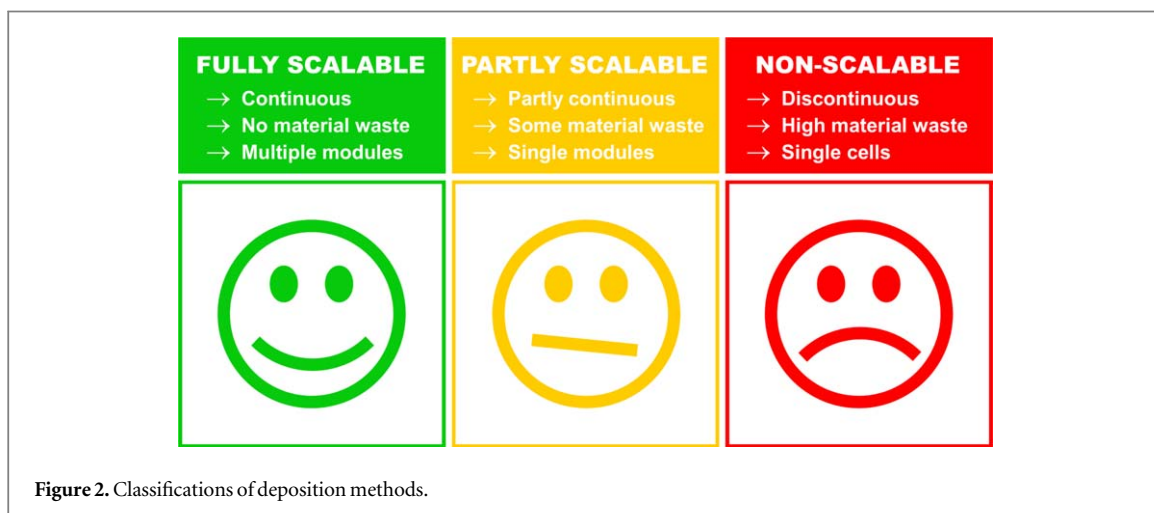 FULLY SCALABLE
→ Continuous
→ No material waste
→ Multiple modules
PARTLY SCALABLE
→ Partly continuous
→ Some material waste
→ Single modules
NON-SCALABLE
→ Discontinuous
→ High material waste
→ Single cells
Figure 2. Classifications of deposition methods.